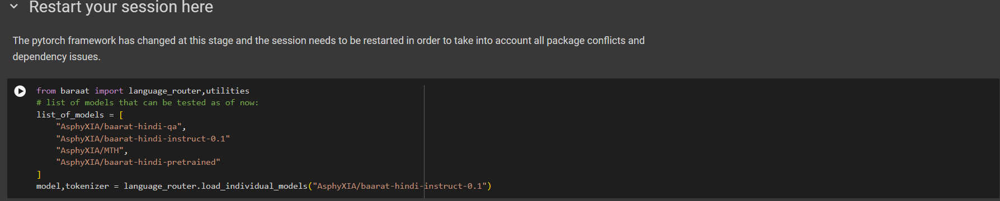 Restart your session here
The pytorch framework has changed at this stage and the session needs to be restarted in order to take into account all package conflicts and
dependency issues.
from baraat import language_router,utilities
# list of models that can be tested as of now:
list_of_models = [
    "AsphyXIA/baarat-hindi-qa",
    "AsphyXIA/baarat-hindi-instruct-0.1"
    "AsphyXIA/MTH",
    "AsphyXIA/baarat-hindi-pretrained"
]
model,tokenizer = language_router.load_individual_models("AsphyXIA/baarat-hindi-instruct-0.1")